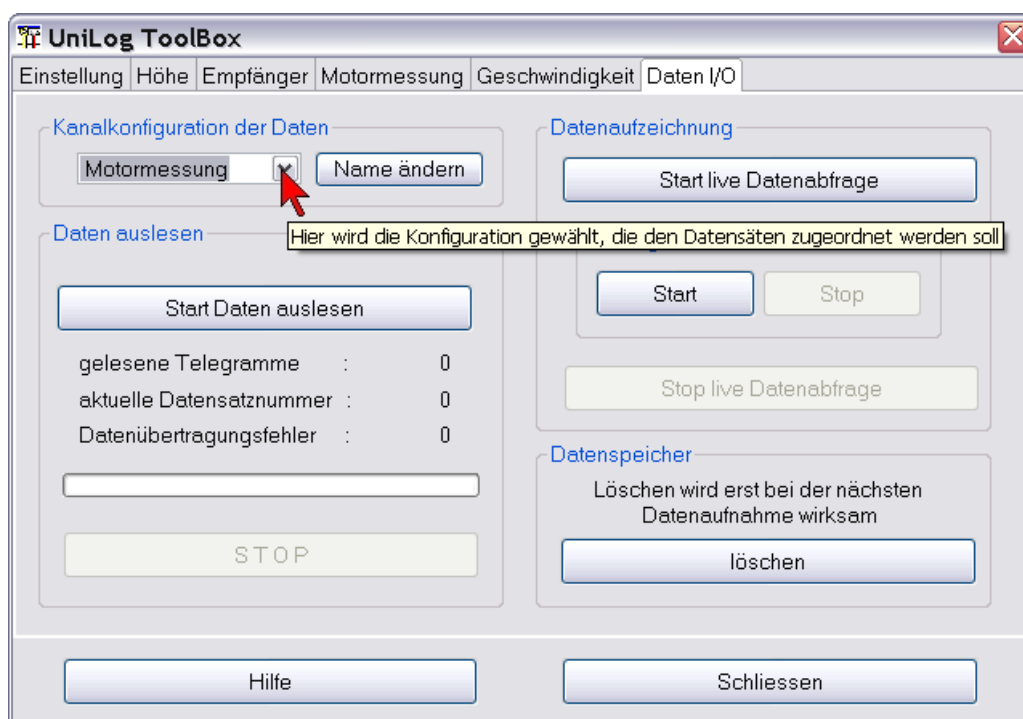 UniLog ToolBox
Einstellung Höhe Empfänger Motormessung Geschwindigkeit Daten I/O
Kanalkonfiguration der Daten
Motormessung
Name ändern
Hier wird die Konfiguration gewählt, die den Datensäten zugeordnet werden soll
Daten auslesen
Start Daten auslesen
gelesene Telegramme : 0
aktuelle Datensatznummer : 0
Datenübertragungsfehler : 0
STOP
Datenaufzeichnung
Start live Datenabfrage
Start
Stop
Stop live Datenabfrage
Datenspeicher
Löschen wird erst bei der nächsten
Datenaufnahme wirksam
löschen
Hilfe
Schliessen